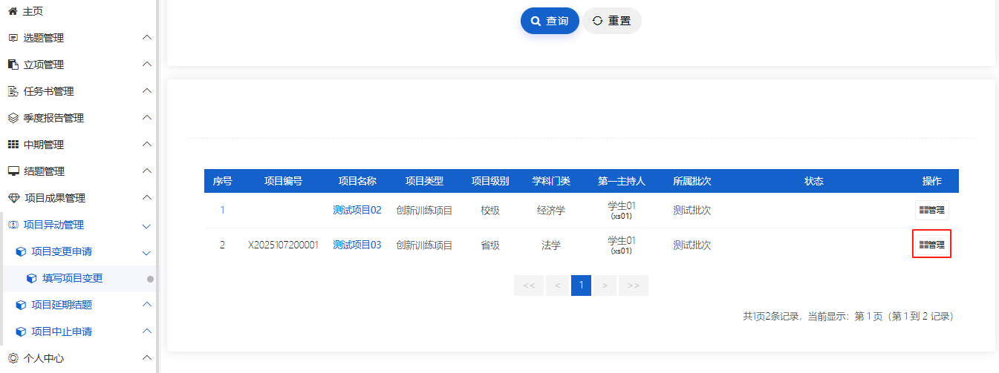 主页
选题管理
立项管理
任务书管理
季度报告管理
中期管理
结题管理
项目成果管理
项目异动管理
项目变更申请
填写项目变更
项目延期结题
项目中止申请
个人中心
查询 重置
序号 项目编号 项目名称 项目类型 项目级别 学科门类 第一主持人 所属批次 状态 操作
1 测试项目02 创新训练项目 校级 经济学 学生01 测试批次 管理
(xs01)
2 X2025107200001 测试项目03 创新训练项目 省级 法学 学生01 测试批次 管理
(xs01)
<< < 1 > >>
共1页2条记录，当前显示：第 1 页（第 1 到 2 记录）